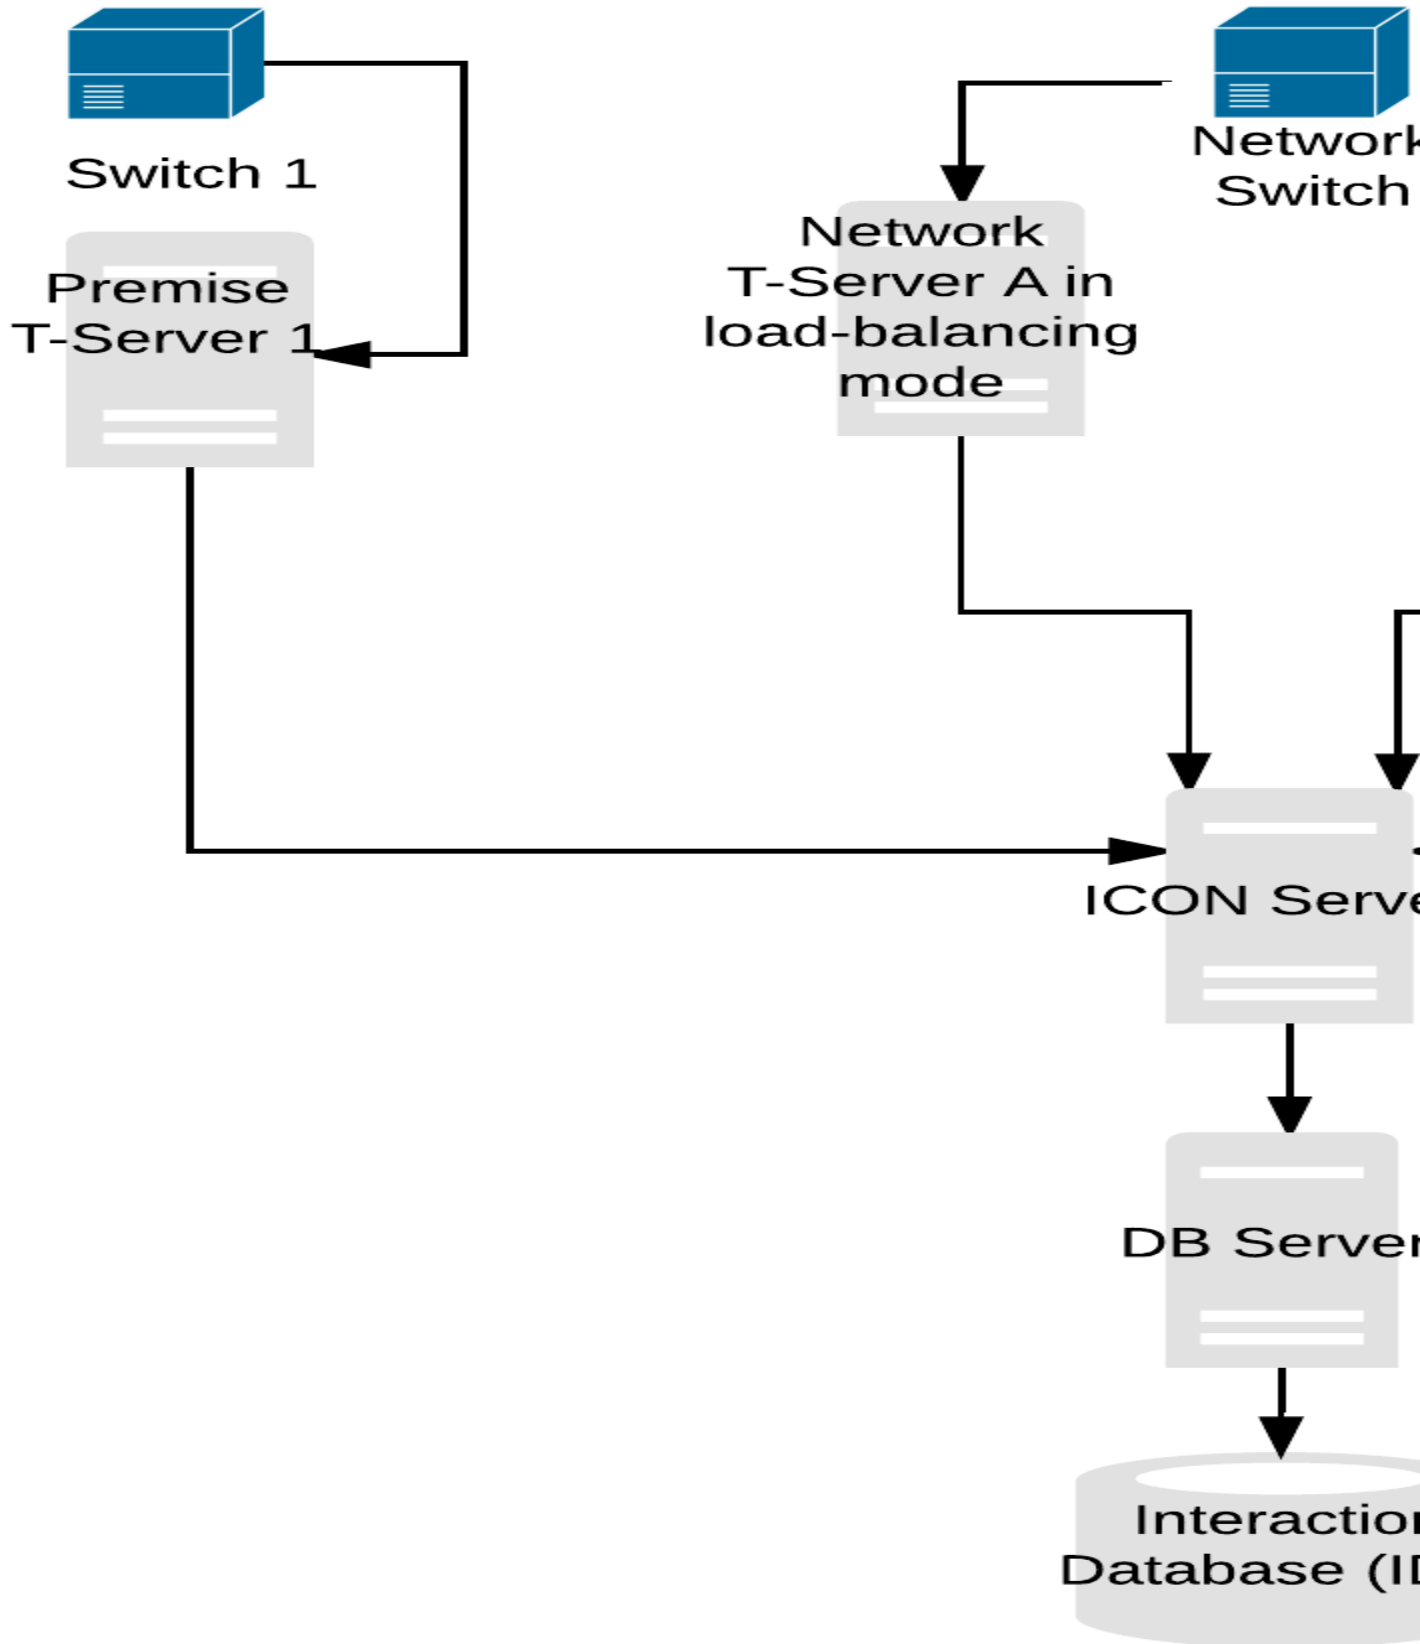 Switch 1
Premise
T-Server 1
Network
T-Server A in
load-balancing
mode
Network
Switch
ICON Serve
DB Server
Interaction
Database (ID